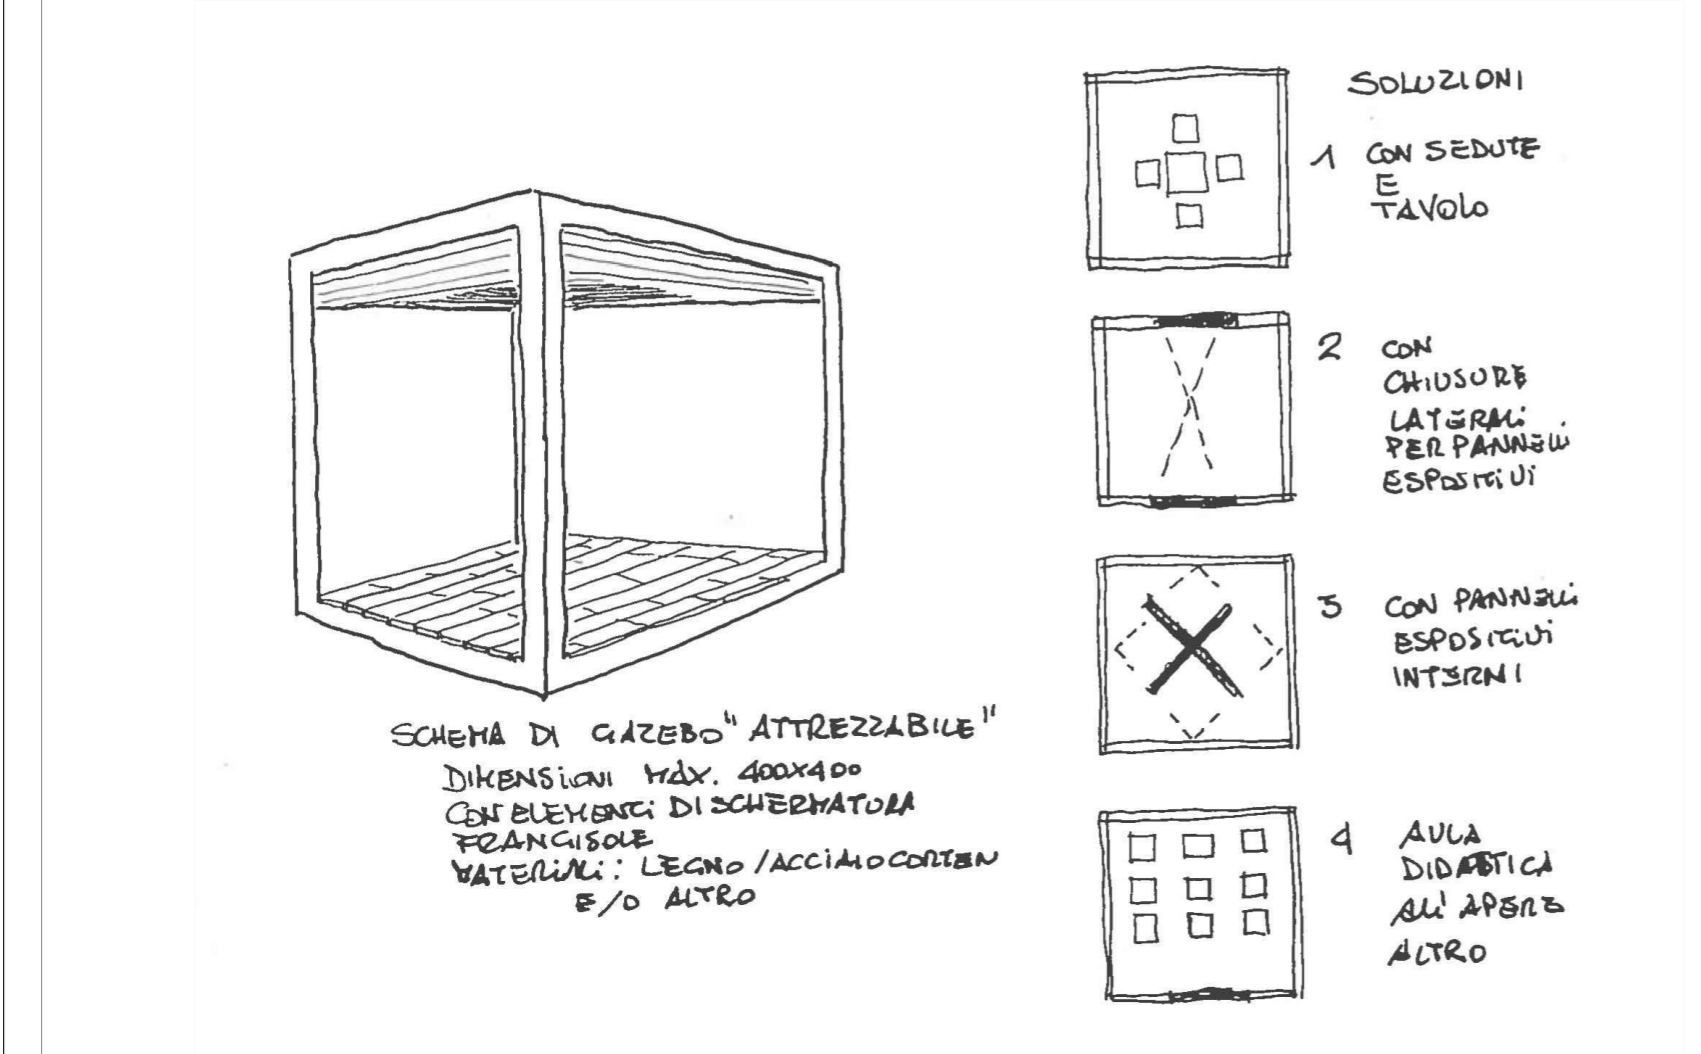 SCHEMA DI GAZEBO "ATTREZZABILE"
DIMENSIONI MAX. 400X400
CON ELEMENTI DI SCHERMATURA
FRANGISOLE
MATERIALI: LEGNO / ACCIAIO CORTEN
E/O ALTRO
SOLUZIONI
1 CON SEDUTE
E
TAVOLO
2 CON
CHIUSURE
LATERALI
PER PANNELLI
ESPOSITIVI
3 CON PANNELLI
ESPOSITIVI
INTERNI
4 AULA
DIDATTICA
ALL'APERE
ALTRO